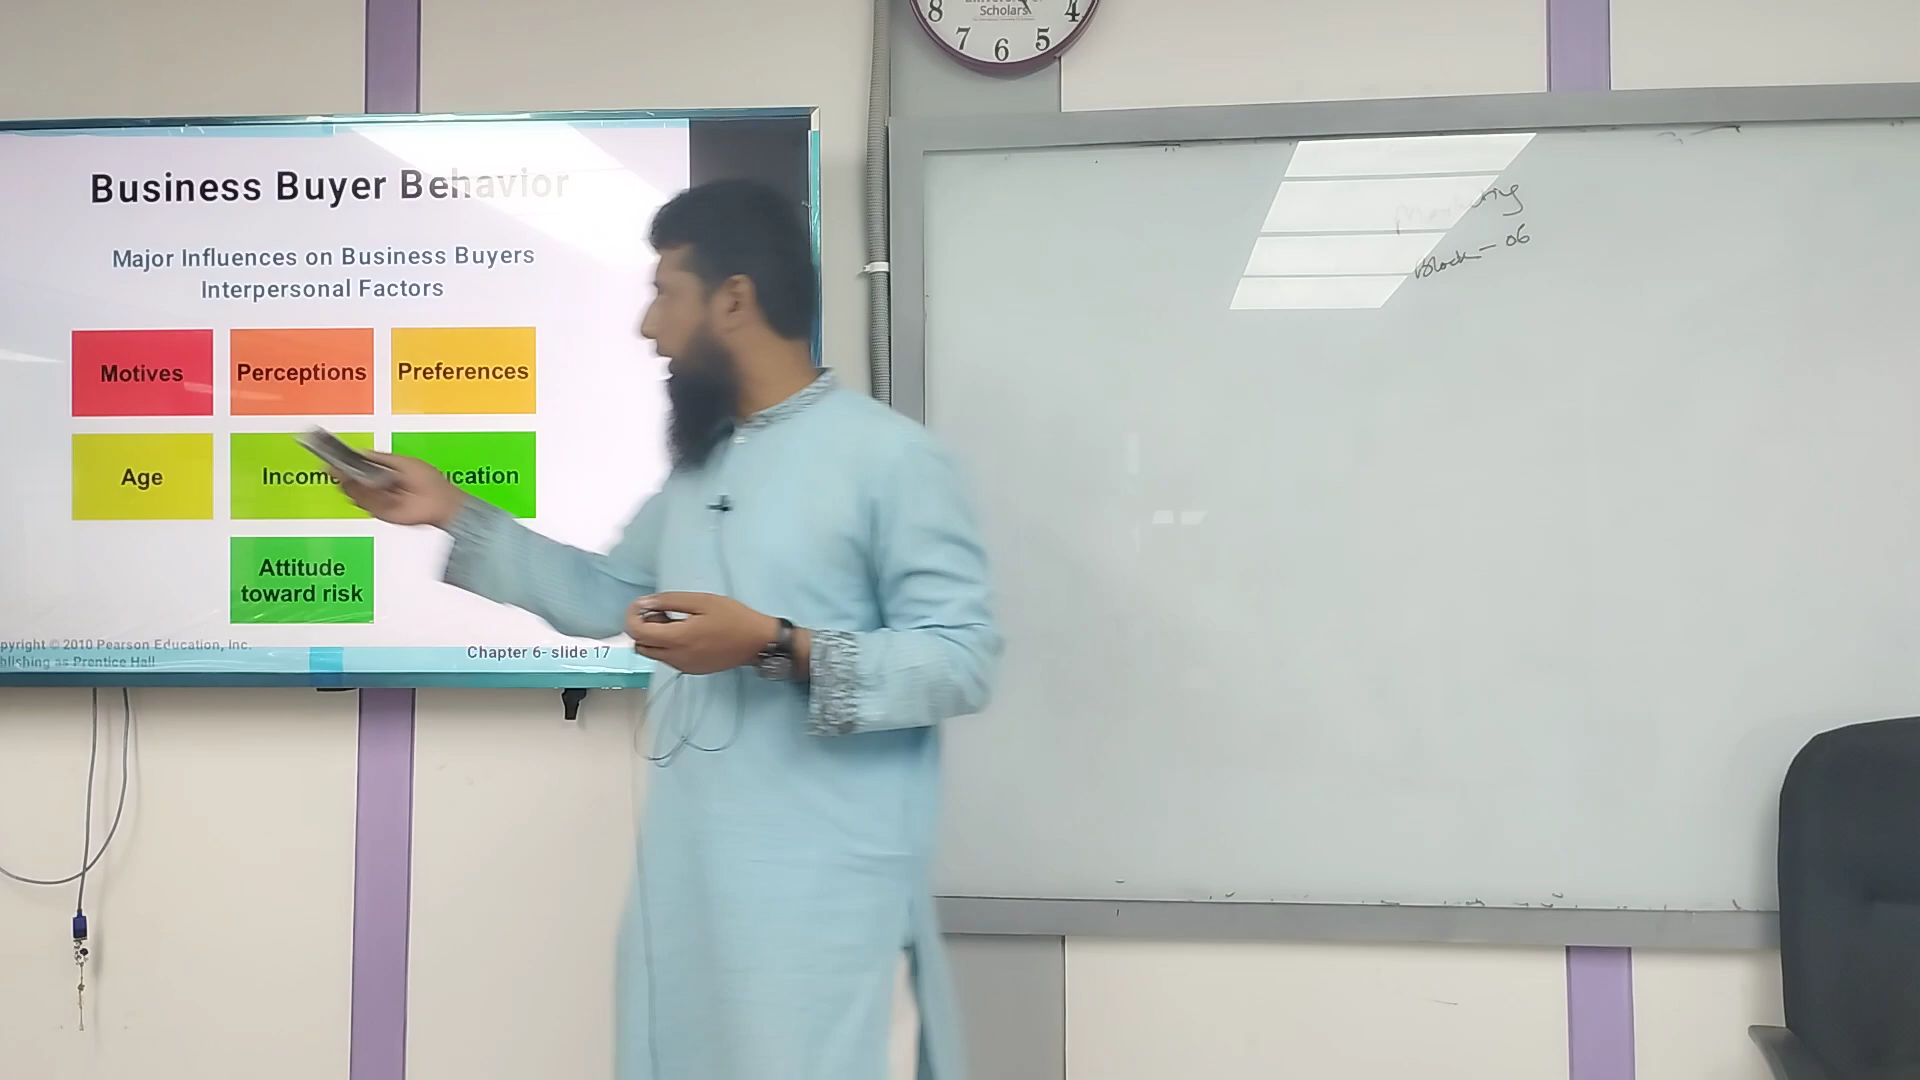 8 7 6 5 4
Scholars
Business Buyer Behavior
Major Influences on Business Buyers
Interpersonal Factors
Motives
Perceptions
Preferences
Age
Income
ucation
Attitude
toward risk
pyright © 2010 Pearson Education, Inc.
blishing as Prentice Hall
Chapter 6- slide 17
Block - 06